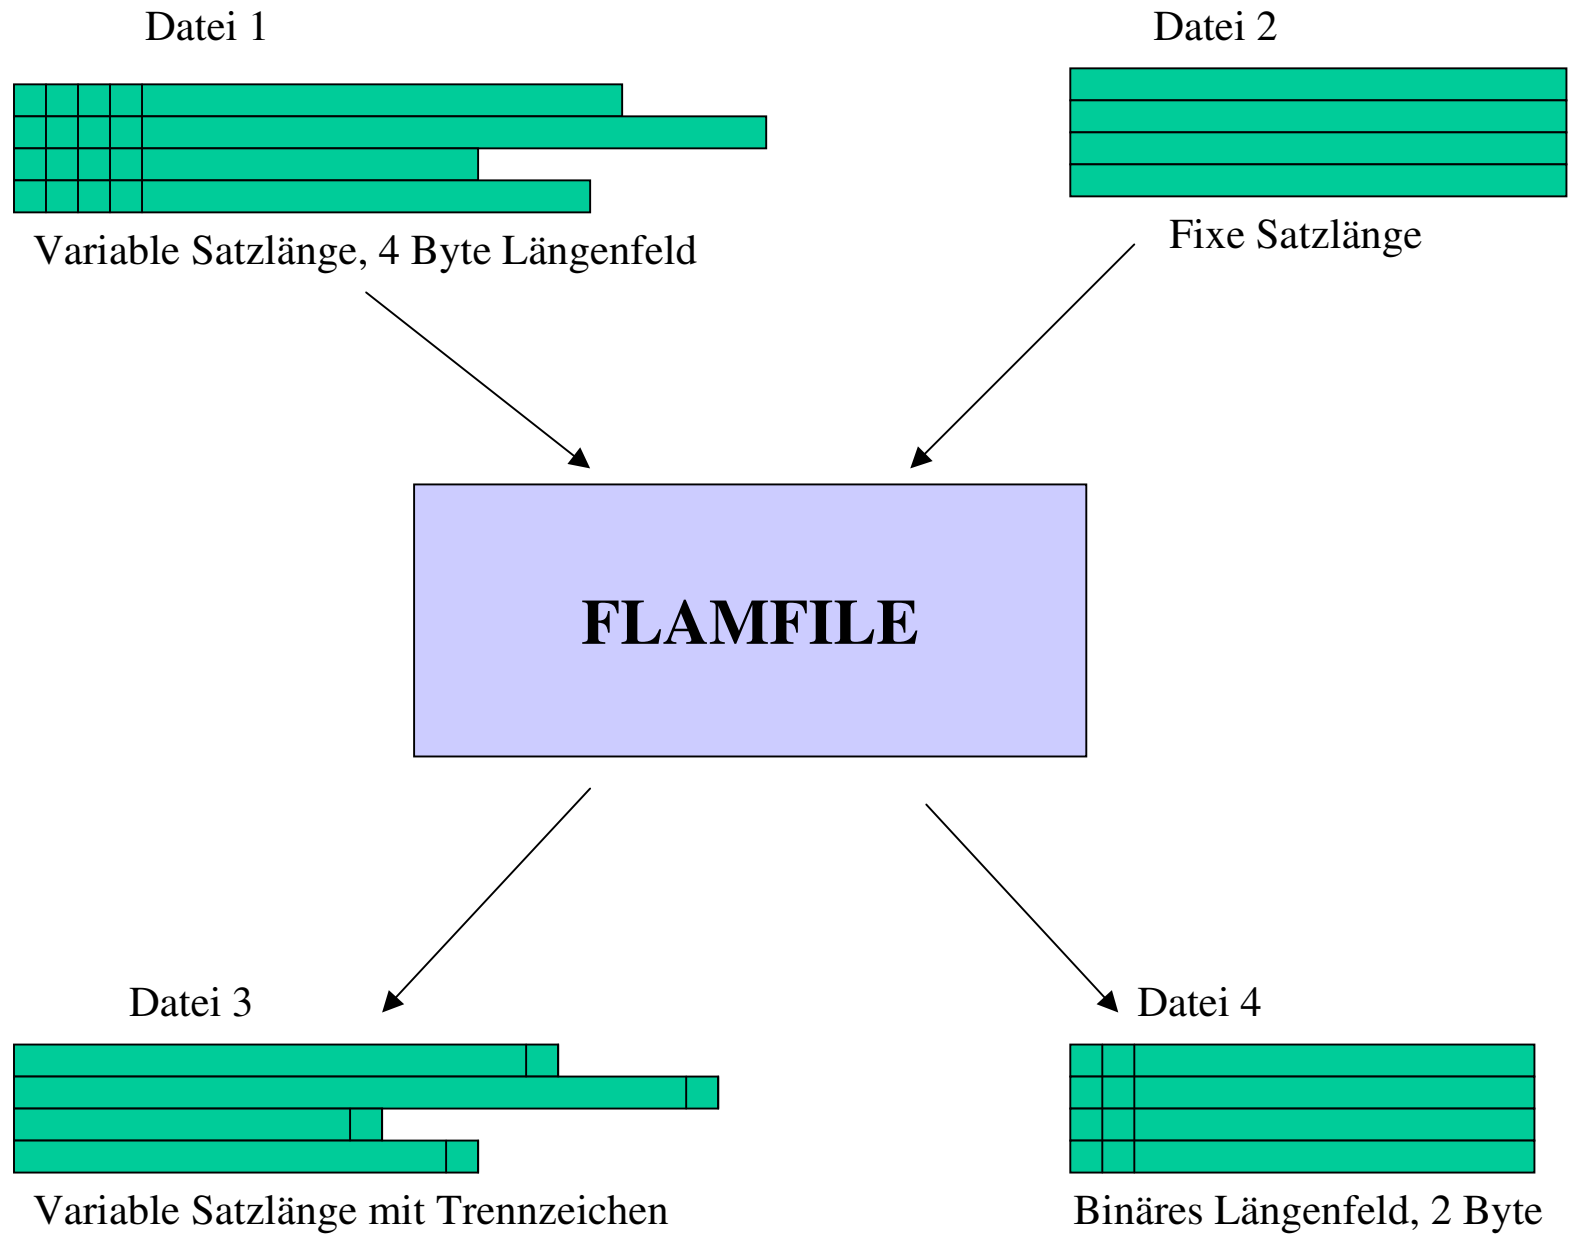 Datei 1
Datei 2
Variable Satzlänge, 4 Byte Längenfeld
Fixe Satzlänge
FLAMFILE
Datei 3
Datei 4
Variable Satzlänge mit Trennzeichen
Binäres Längenfeld, 2 Byte